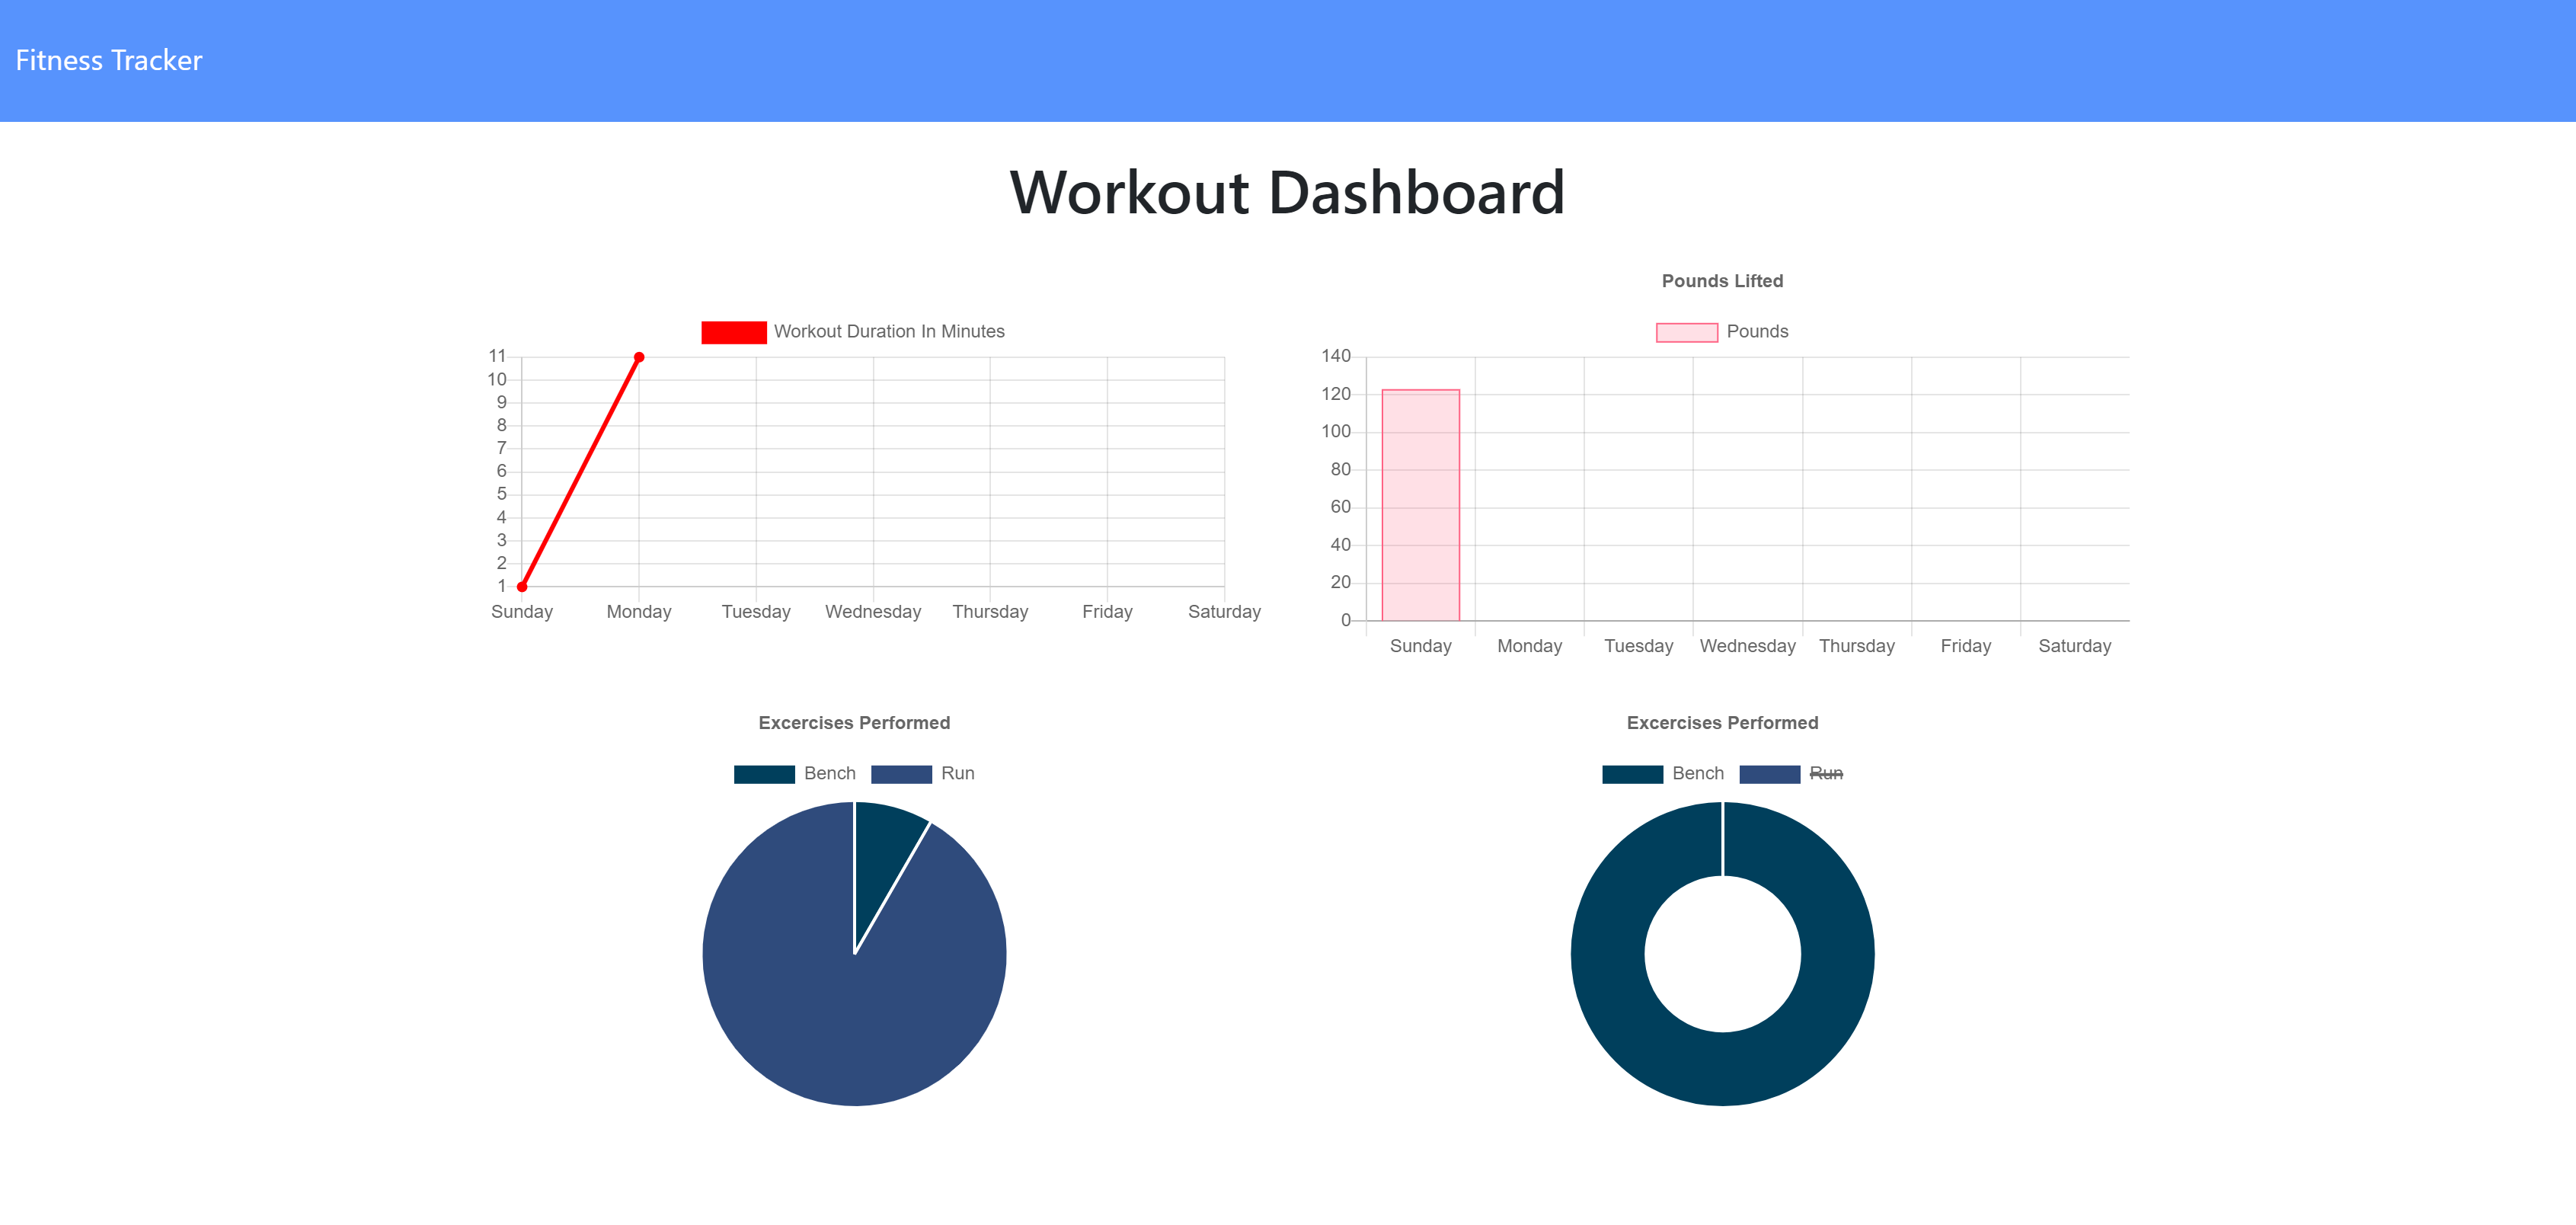 Fitness Tracker
Workout Dashboard
Workout Duration In Minutes
11
10
9
8
7
6
5
4
3
2
1
Sunday Monday Tuesday Wednesday Thursday Friday Saturday
Pounds Lifted
Pounds
140
120
100
80
60
40
20
0
Sunday Monday Tuesday Wednesday Thursday Friday Saturday
Excercises Performed
Bench Run
Excercises Performed
Bench Run